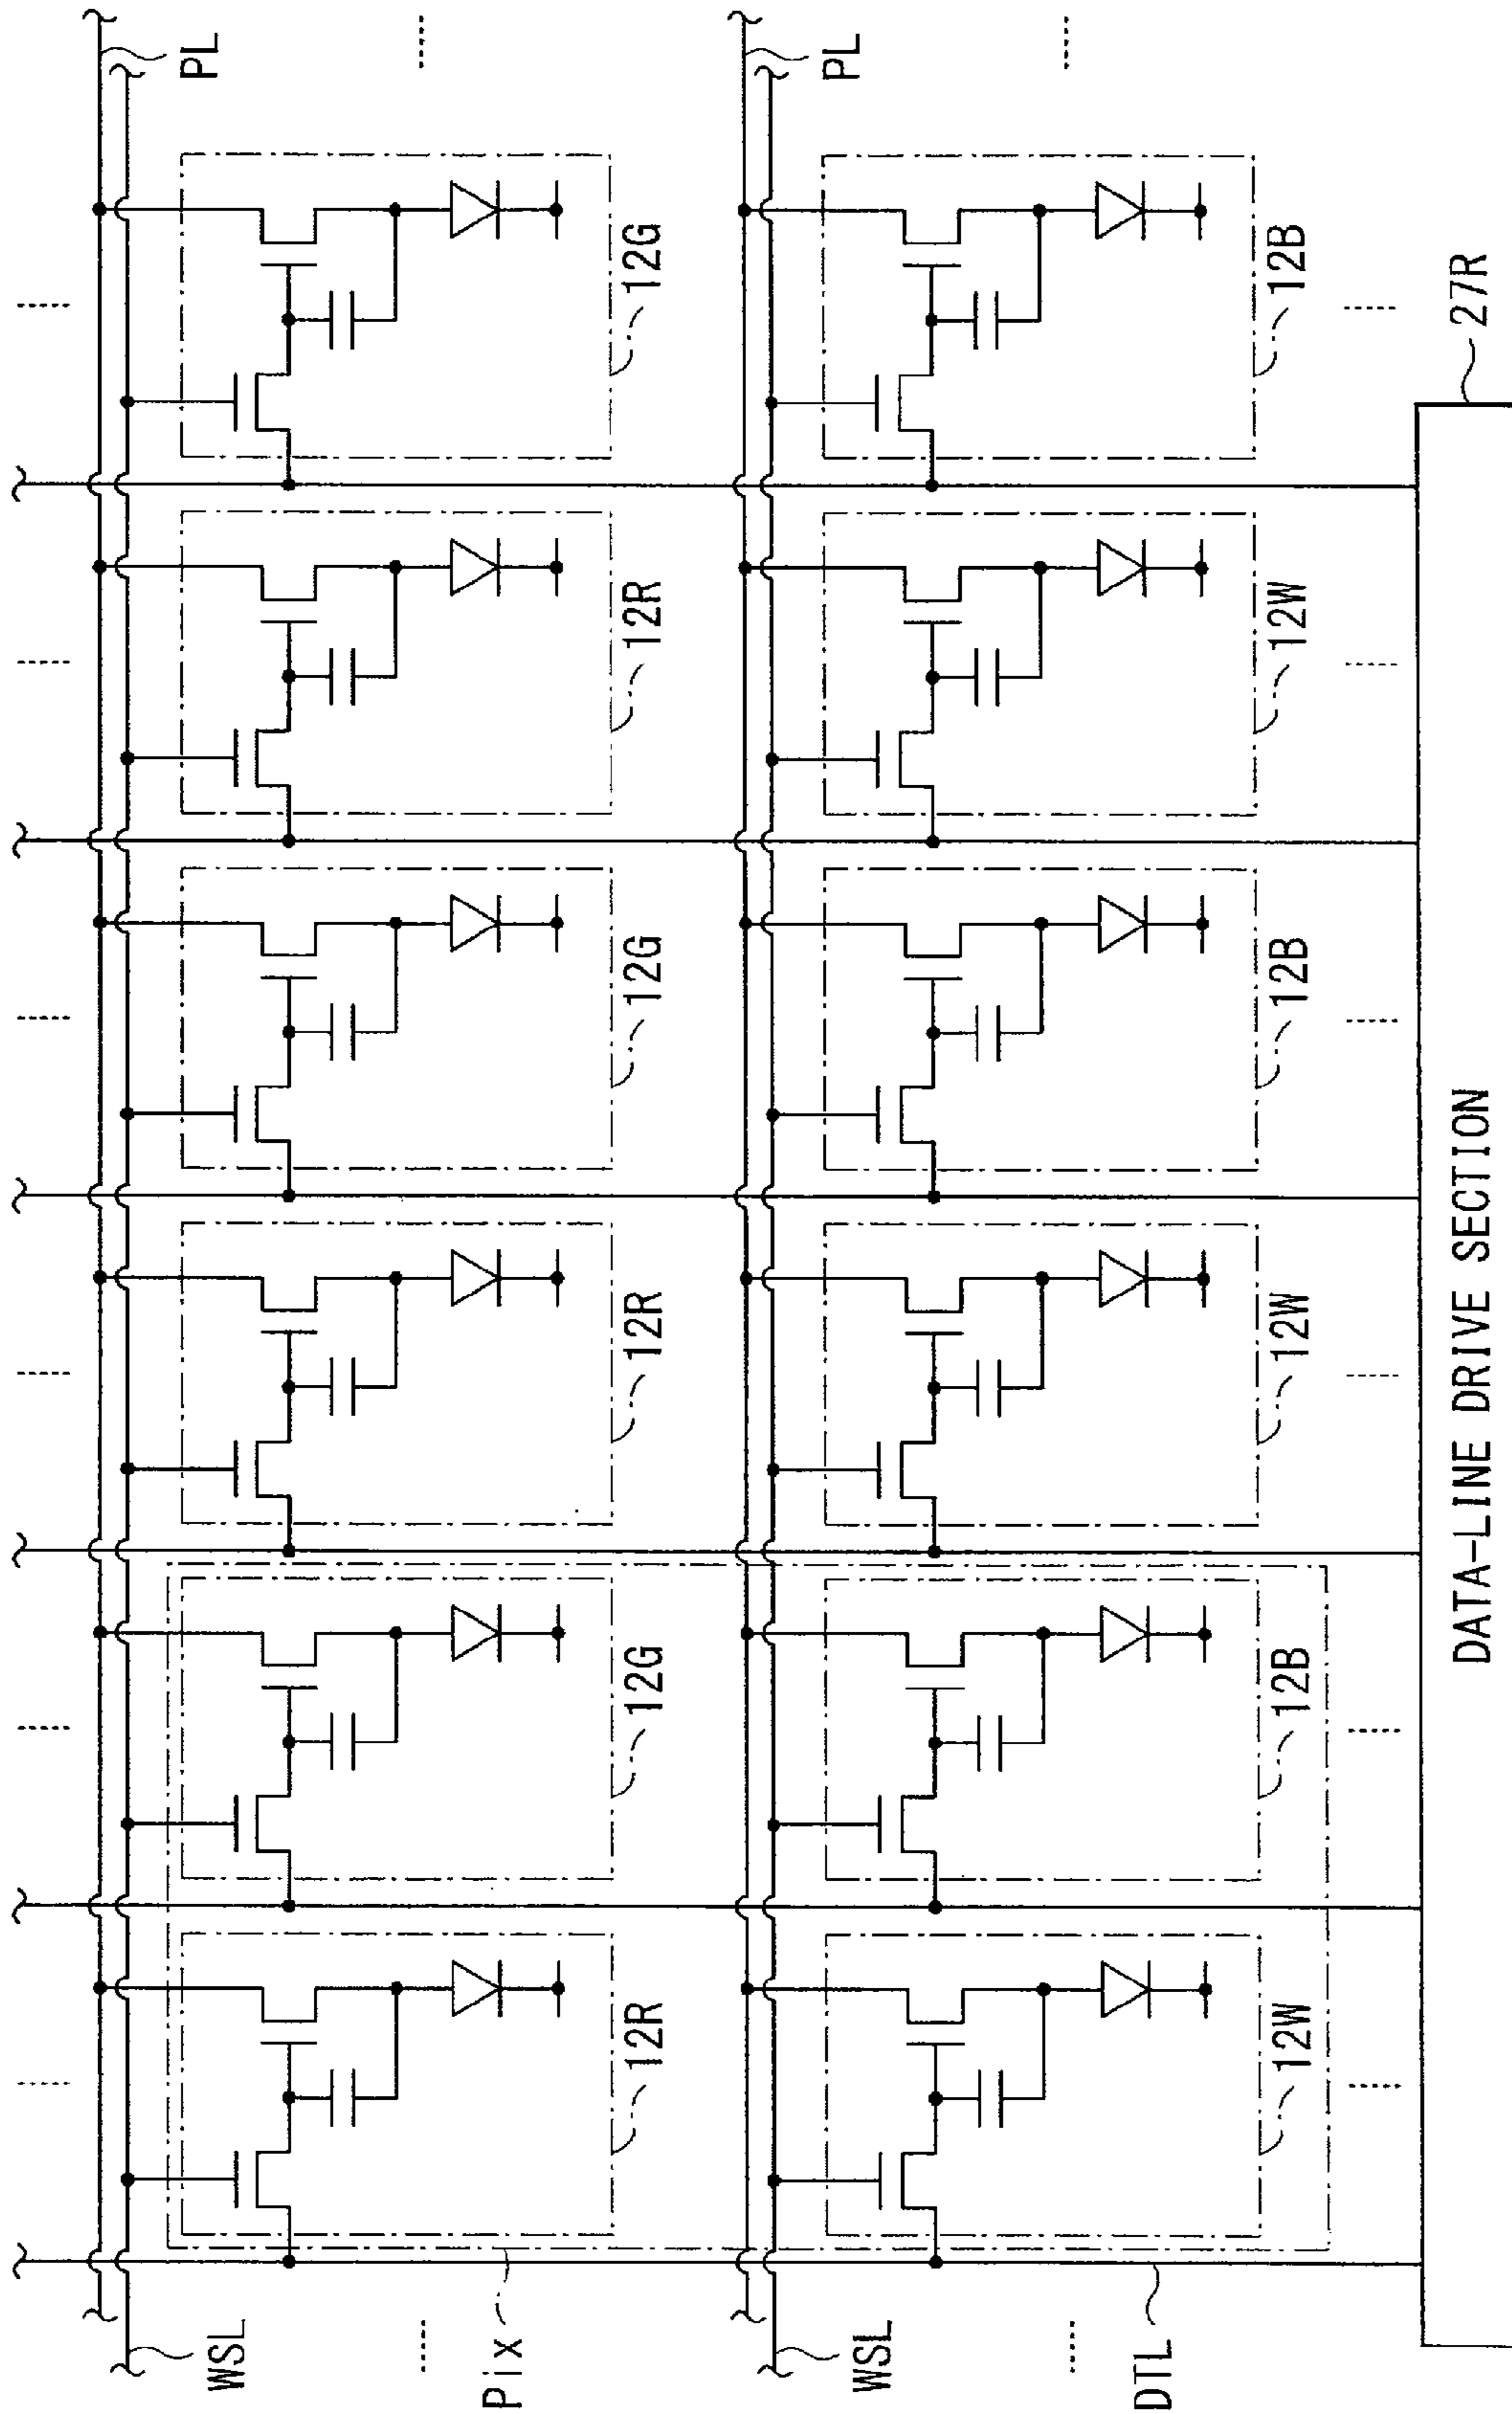 PL
WSL
12R
12G
12R
12G
12R
12G
Pix
PL
WSL
12W
12B
12W
12B
12W
12B
DTL
DATA-LINE DRIVE SECTION
27R